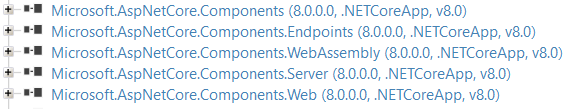 Microsoft.AspNetCore.Components (8.0.0.0, .NETCoreApp, v8.0)
Microsoft.AspNetCore.Components.Endpoints (8.0.0.0, .NETCoreApp, v8.0)
Microsoft.AspNetCore.Components.WebAssembly (8.0.0.0, .NETCoreApp, v8.0)
Microsoft.AspNetCore.Components.Server (8.0.0.0, .NETCoreApp, v8.0)
Microsoft.AspNetCore.Components.Web (8.0.0.0, .NETCoreApp, v8.0)